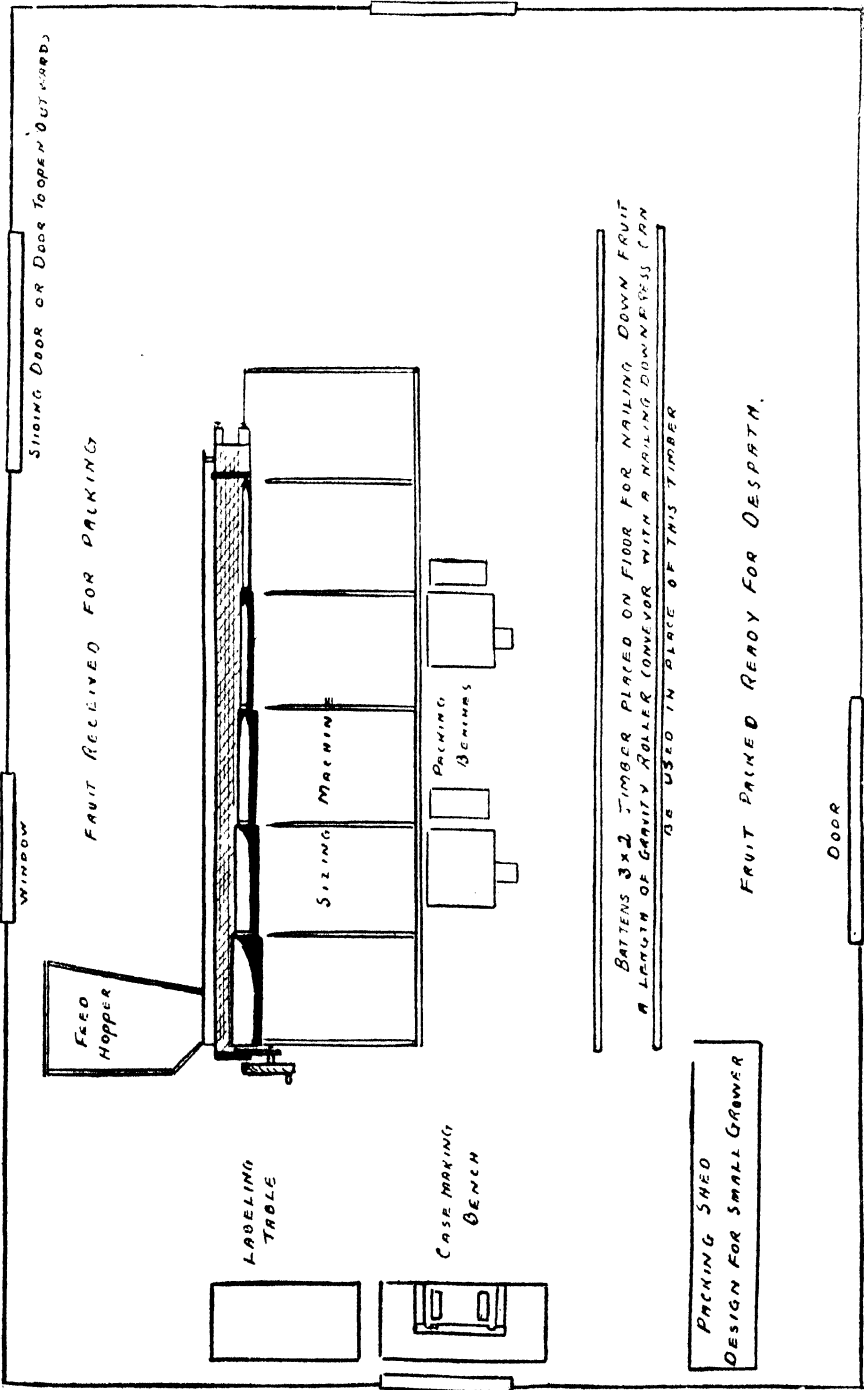 SLIDING DOOR OR DOOR TO OPEN OUTWARDS
WINDOW
FRUIT RECEIVED FOR PACKING
FEED
HOPPER
SIZING MACHINE
PACKING
BENCHES
LABELING
TABLE
CASE MAKING
BENCH
BATTENS 3x2 TIMBER PLACED ON FLOOR FOR NAILING DOWN FRUIT
A LENGTH OF GRAVITY ROLLER CONVEYOR WITH A NAILING DOWN PRESS CAN
BE USED IN PLACE OF THIS TIMBER
FRUIT PACKED READY FOR DESPATH.
DOOR
PACKING SHED
DESIGN FOR SMALL GROWER